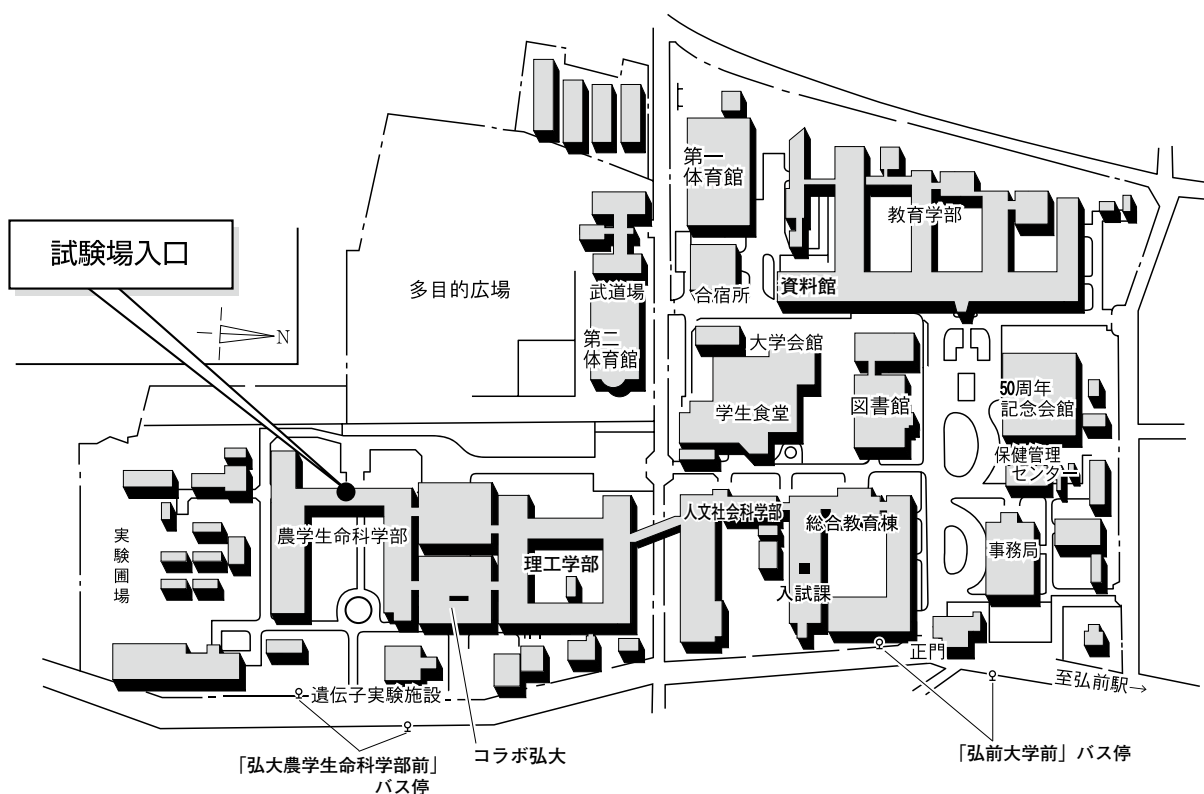 第一
体育館
教育学部
試験場入口
多目的広場
武道場
合宿所
資料館
N
第二
体育館
大学会館
学生食堂
図書館
50周年
記念会館
保健管理
センター
実験圃場
農学生命科学部
理工学部
人文社会科学部
総合教育棟
事務局
入試課
正門
至弘前駅→
遺伝子実験施設
「弘大農学生命科学部前」
バス停
コラボ弘大
「弘前大学前」バス停